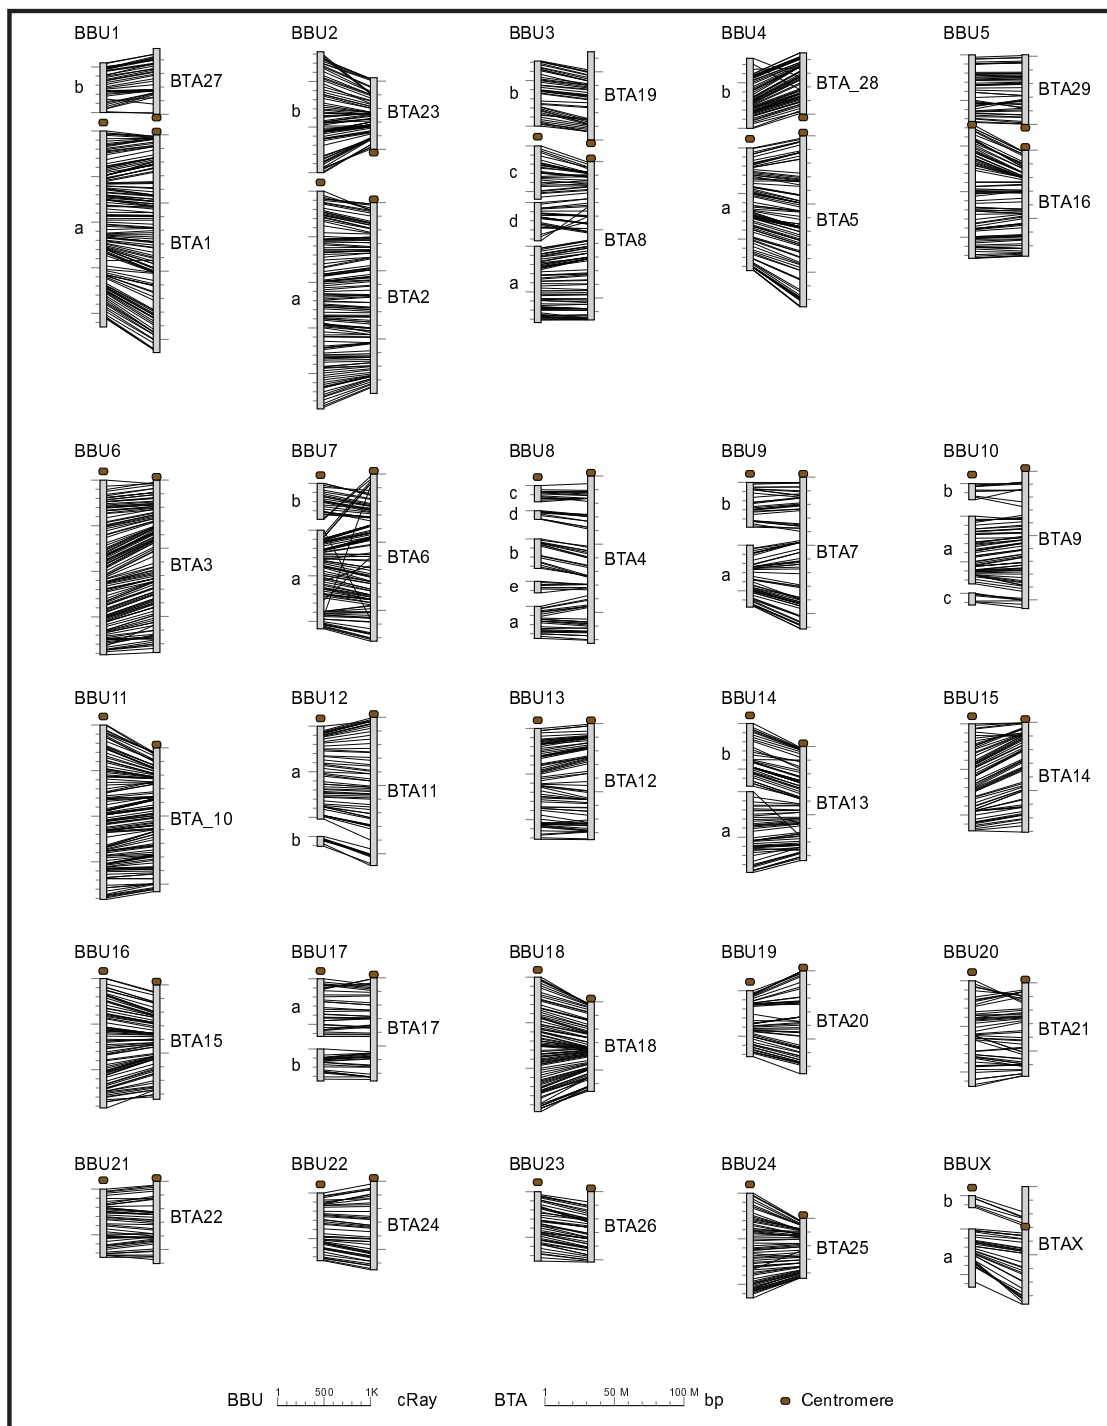 BBU1 BBU2 BBU3 BBU4 BBU5
b BTA27 b BTA23 b BTA19 b BTA_28 BTA29
a BTA1 a BTA2 c d a BTA8 a BTA5 BTA16
BBU6 BBU7 BBU8 BBU9 BBU10
BTA3 b a BTA6 c d b e a BTA4 b a BTA7 b a c BTA9
BBU11 BBU12 BBU13 BBU14 BBU15
BTA_10 a b BTA11 BTA12 b a BTA13 BTA14
BBU16 BBU17 BBU18 BBU19 BBU20
BTA15 a b BTA17 BTA18 BTA20 BTA21
BBU21 BBU22 BBU23 BBU24 BBUX
BTA22 BTA24 BTA26 BTA25 b a BTAX
1 500 1K 1 50 M 100 M
BBU cRay BTA bp Centromere